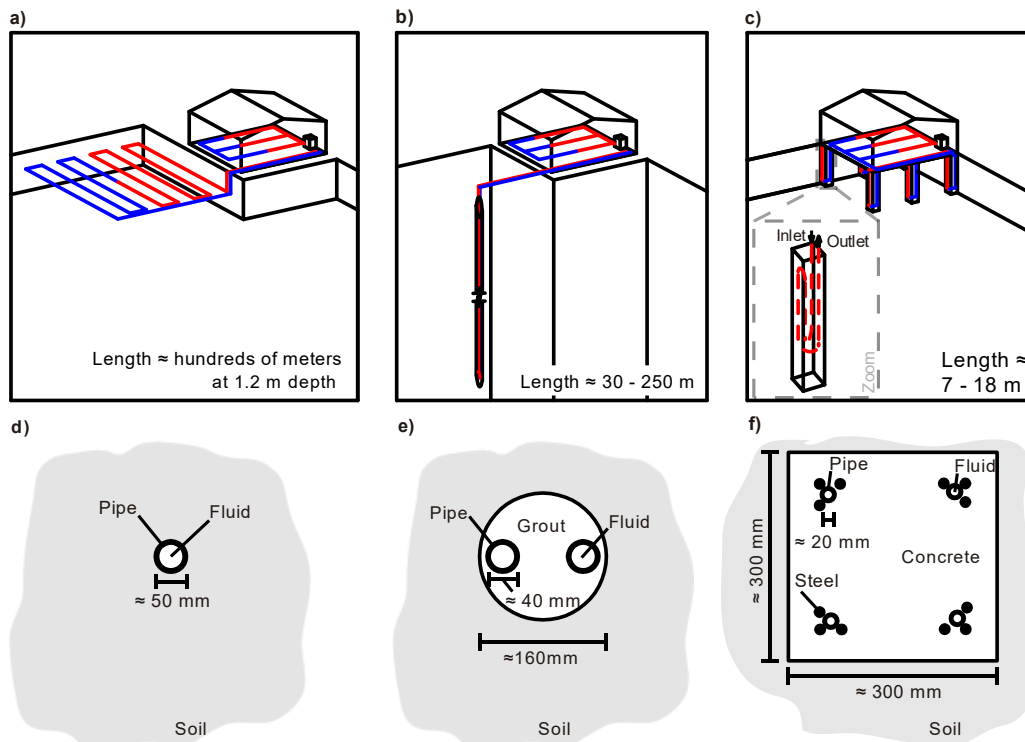 a)
Length ≈ hundreds of meters
at 1.2 m depth
b)
Length ≈ 30 - 250 m
c)
Inlet
Outlet
Zoom
Length ≈
7 - 18 m
d)
Pipe
Fluid
≈ 50 mm
Soil
e)
Grout
Pipe
Fluid
≈ 40 mm
≈160mm
Soil
f)
Pipe
Fluid
≈ 20 mm
Concrete
Steel
≈ 300 mm
≈ 300 mm
Soil